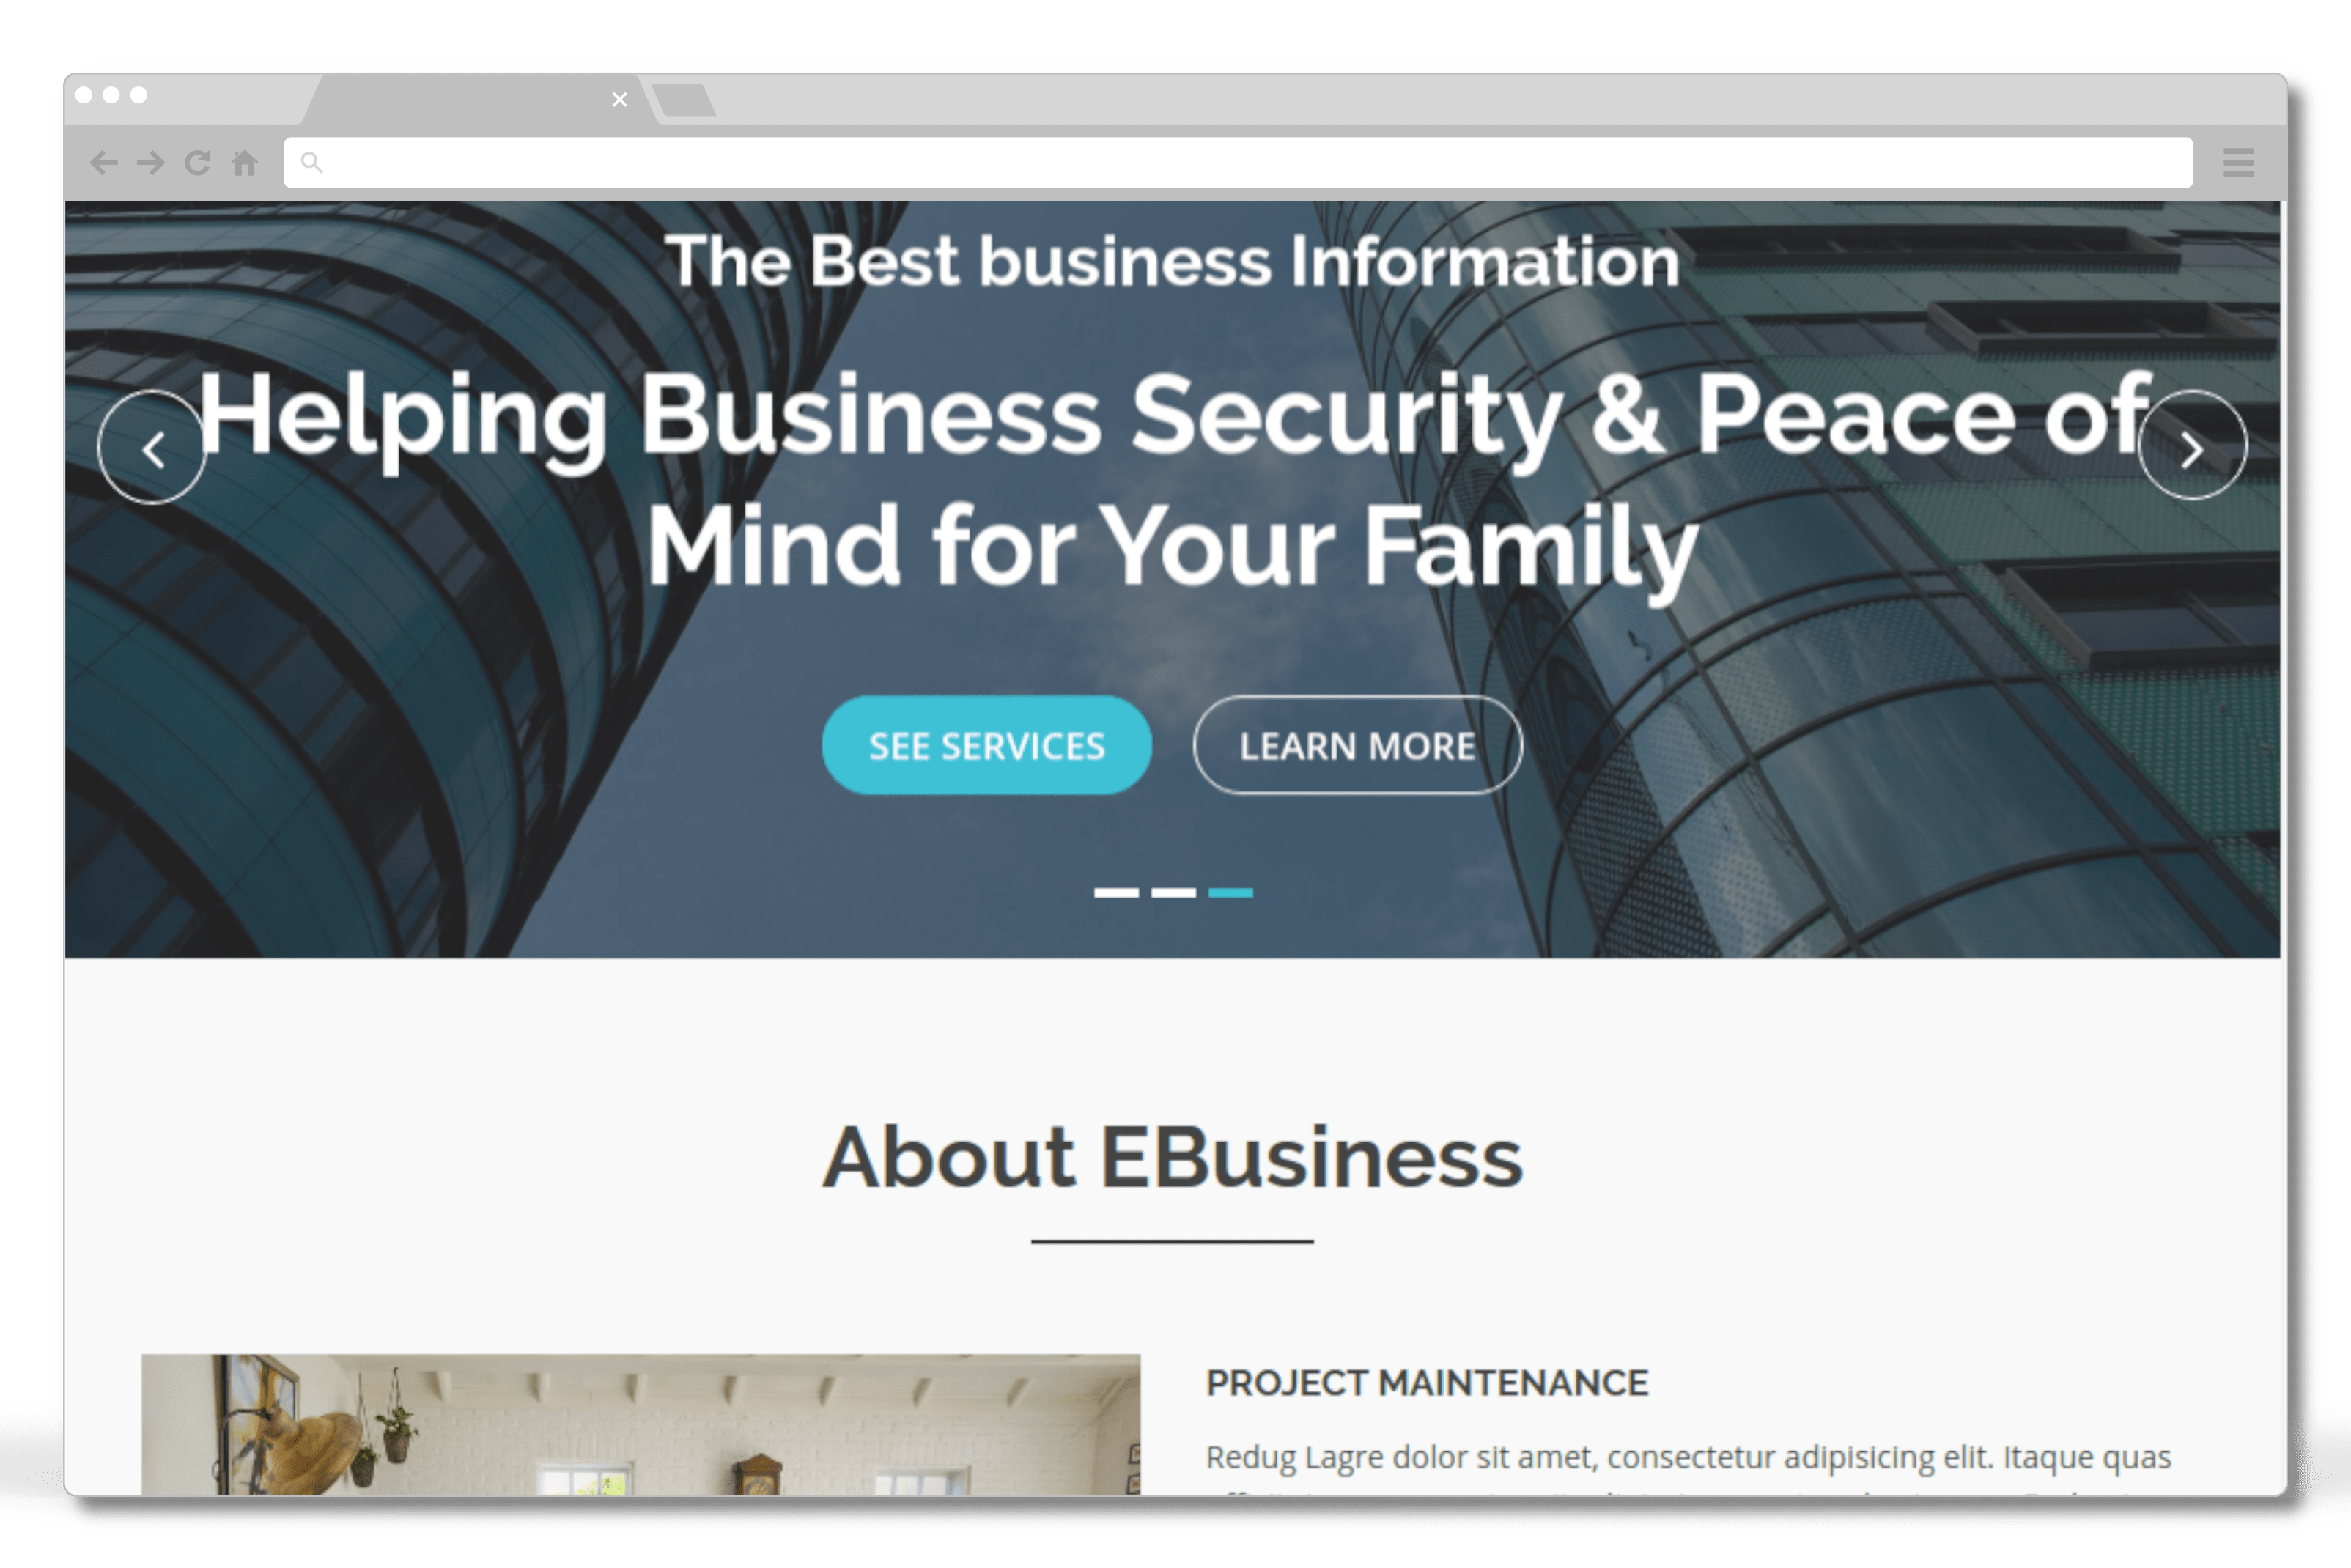 The Best business Information
Helping Business Security & Peace of
Mind for Your Family
SEE SERVICES
LEARN MORE
About EBusiness
PROJECT MAINTENANCE
Redug Lagre dolor sit amet, consectetur adipisicing elit. Itaque quas